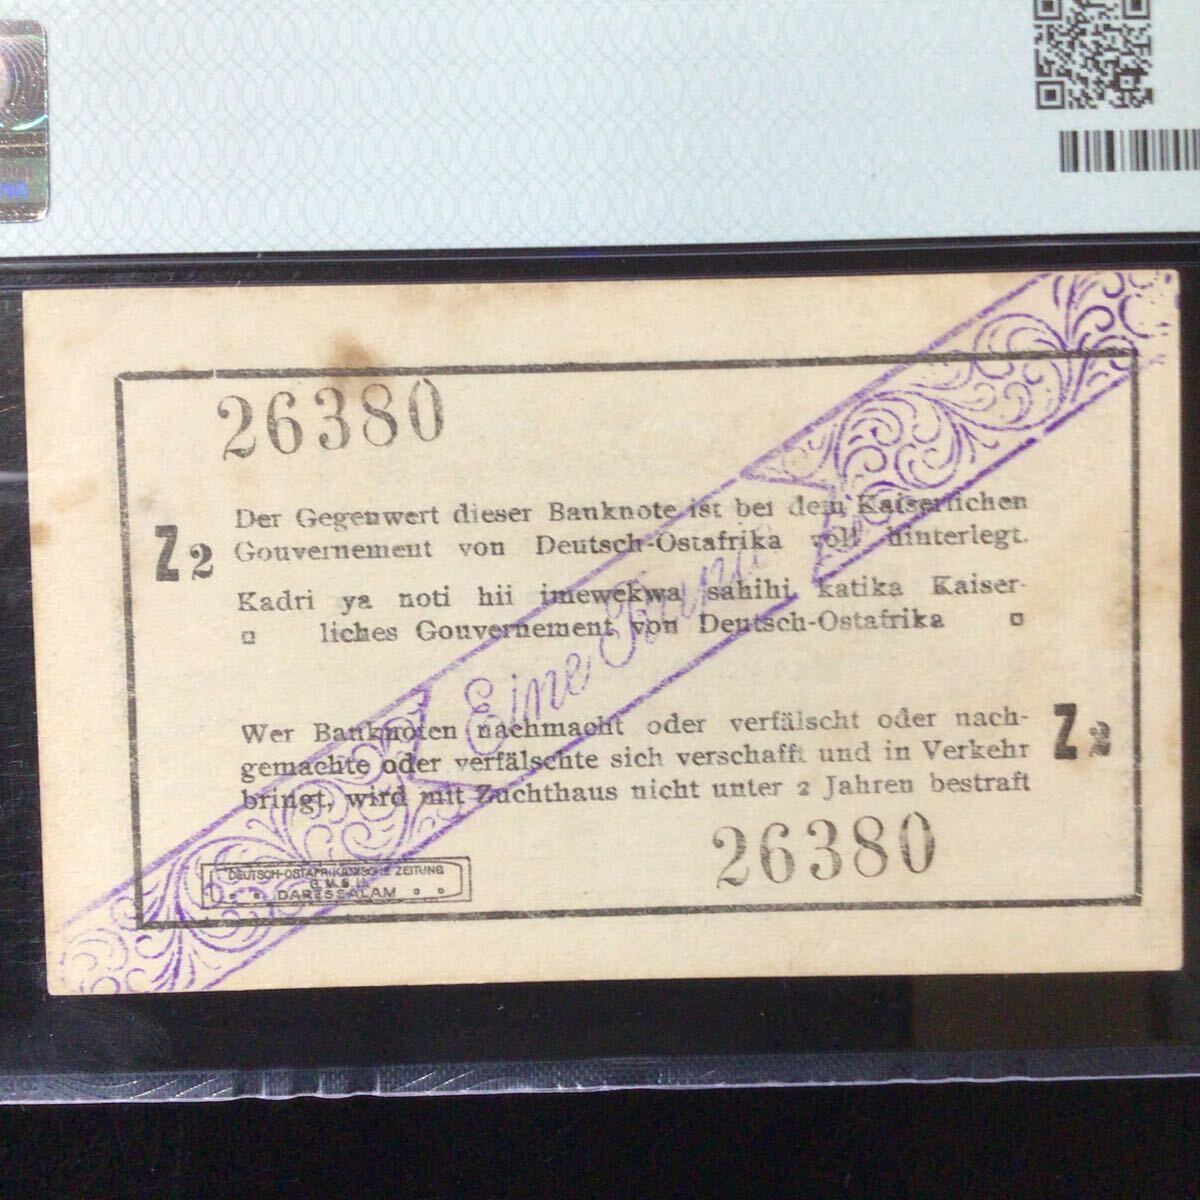 26380
Der Gegenwert dieser Banknote ist bei dem Kaiserlichen
Z2 Gouvernement von Deutsch-Ostafrika voll hinterlegt.
Kadri ya noti hii imewekwa sahihi katika Kaiser-
liches Gouvernement von Deutsch-Ostafrika
Eine Rupie
Wer Banknoten nachmacht oder verfälscht oder nach-
gemachte oder verfälschte sich verschafft und in Verkehr
bringt, wird mit Zuchthaus nicht unter 2 Jahren bestraft
Z2
26380
DEUTSCH-OSTAFRIKANISCHE ZEITUNG
G.M.B.H.
DARESSALAM